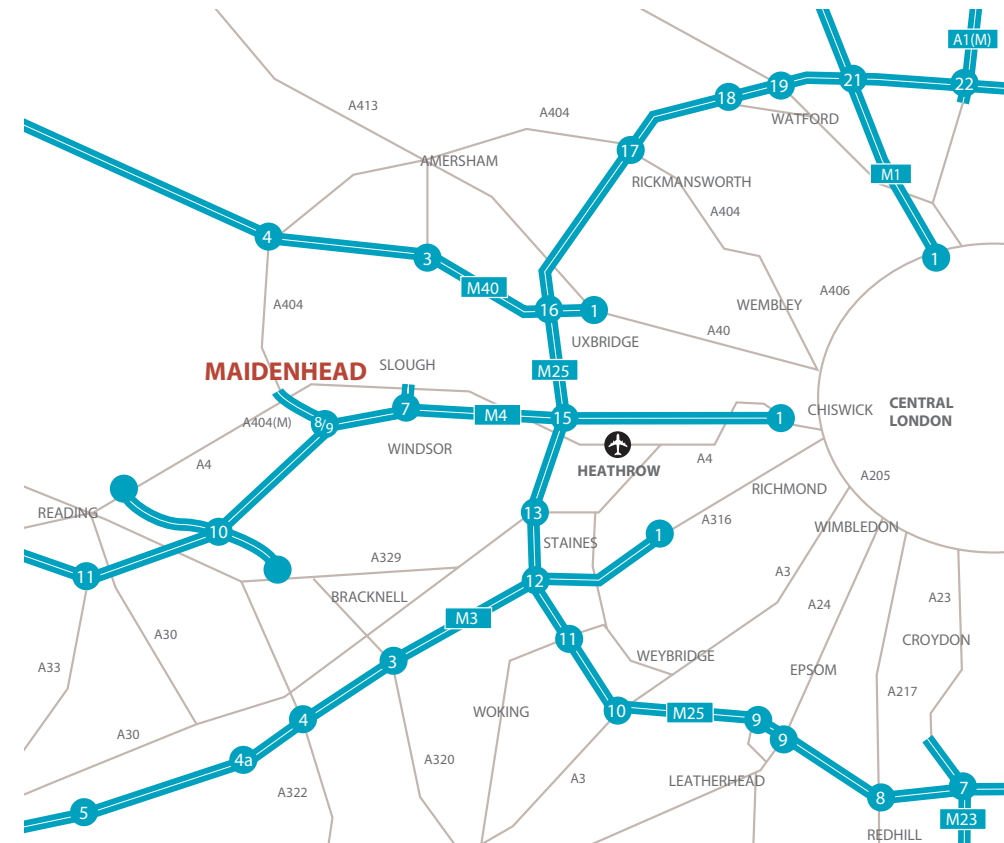 A1(M)
21
22
19
18
A413
A404
WATFORD
17
AMERSHAM
M1
RICKMANSWORTH
A404
4
3
1
M40
A406
A404
16
1
WEMBLEY
A40
UXBRIDGE
SLOUGH
MAIDENHEAD
M25
7
M4
15
1
CHISWICK
CENTRAL
LONDON
A404(M)
8/9
WINDSOR
HEATHROW
A4
A4
A205
RICHMOND
READING
13
A316
WIMBLEDON
10
STAINES
1
A329
A3
11
12
BRACKNELL
A24
A23
M3
A30
11
CROYDON
WEYBRIDGE
A33
3
EPSOM
A217
WOKING
10
M25
9
4
A30
9
4a
A320
A3
LEATHERHEAD
A322
7
8
5
M23
REDHILL